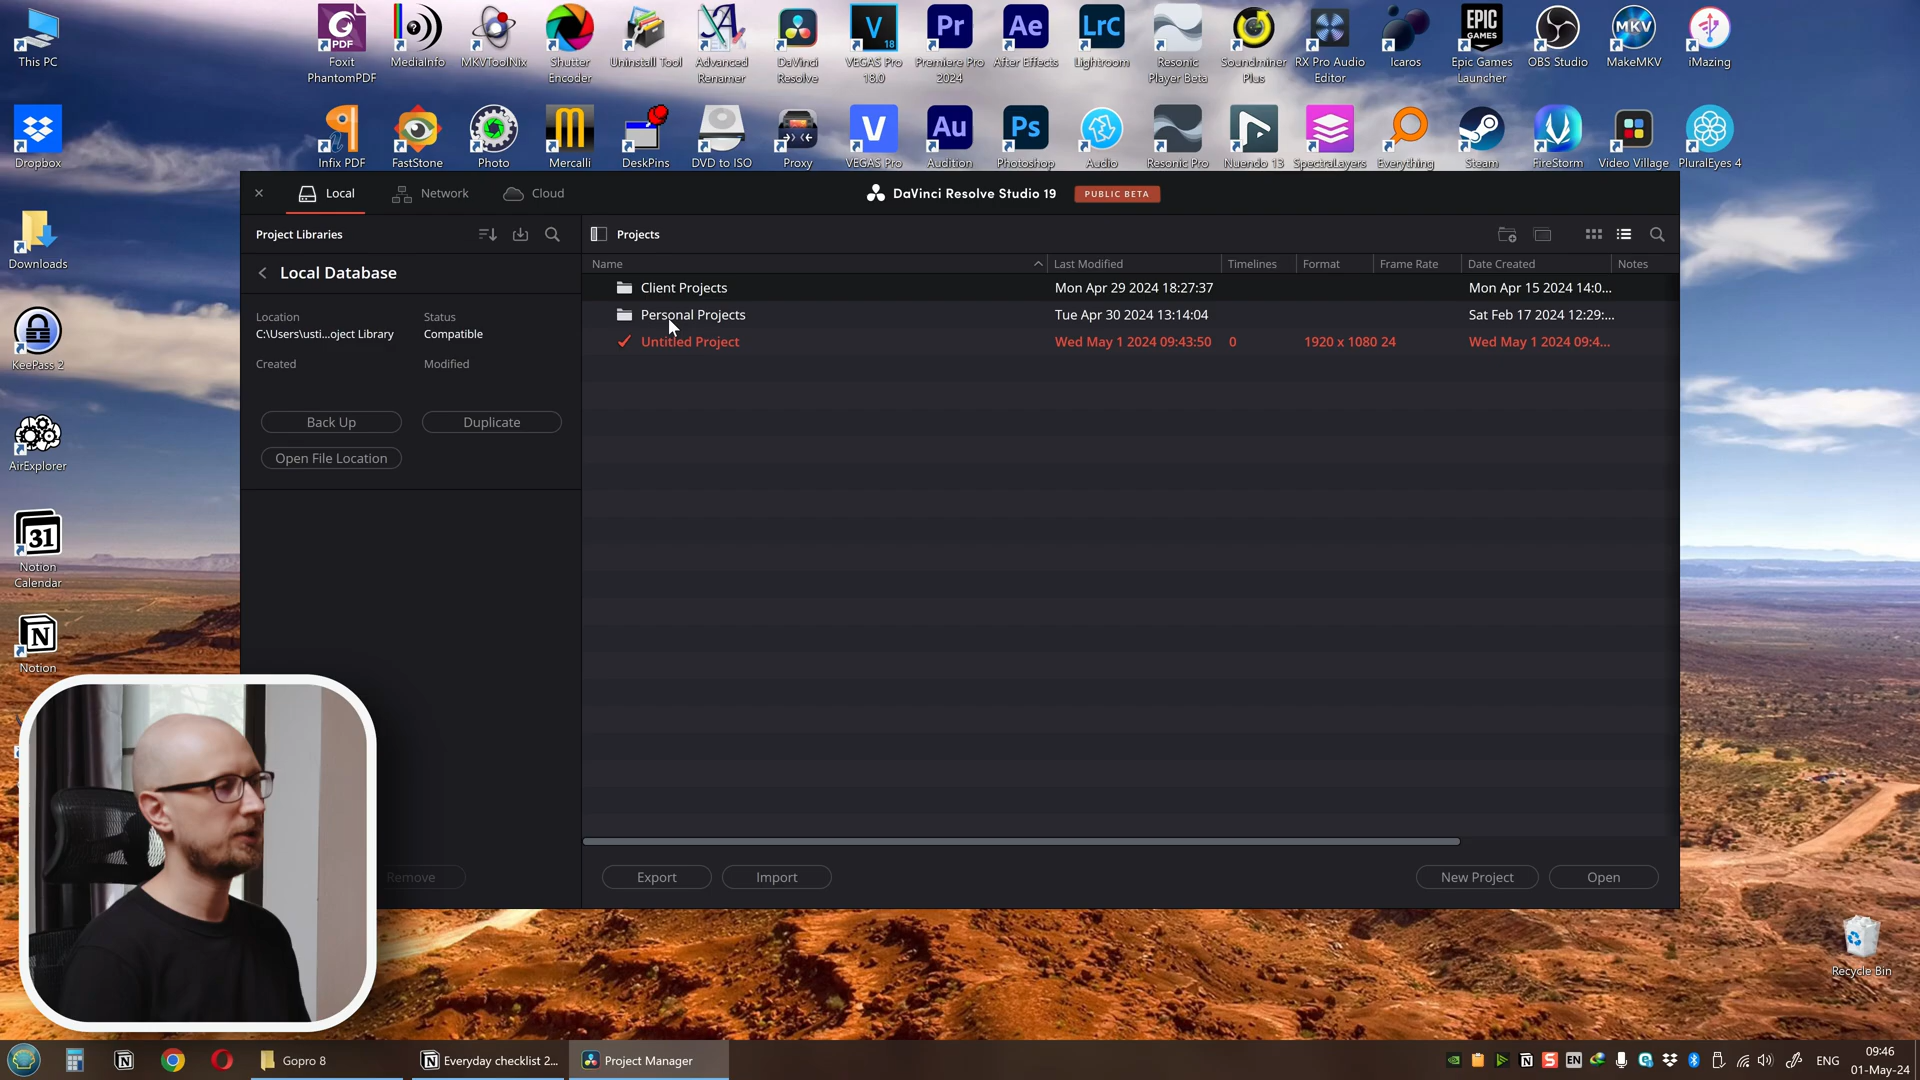 This PC
Foxit PhantomPDF
MediaInfo
MKVToolNix
Shutter Encoder
Uninstall Tool
Advanced Renamer
DaVinci Resolve
VEGAS Pro 18.0
Premiere Pro 2024
After Effects
Lightroom
Resonic Player Beta
Soundminer Plus
RX Pro Audio Editor
Icaros
Epic Games Launcher
OBS Studio
MakeMKV
iMazing
Dropbox
Infix PDF
FastStone
Photo
Mercalli
DeskPins
DVD to ISO
Proxy
VEGAS Pro
Audition
Photoshop
Audio
Resonic Pro
Nuendo 13
SpectraLayers
Everything
Steam
FireStorm
Video Village
PluralEyes 4
Downloads
KeePass 2
AirExplorer
Notion Calendar
Notion
Local
Network
Cloud
DaVinci Resolve Studio 19
PUBLIC BETA
Project Libraries
Projects
Local Database
Location
Status
C:\Users\usti...oject Library
Compatible
Created
Modified
Back Up
Duplicate
Open File Location
Name
Last Modified
Timelines
Format
Frame Rate
Date Created
Notes
Client Projects
Mon Apr 29 2024 18:27:37
Mon Apr 15 2024 14:0...
Personal Projects
Tue Apr 30 2024 13:14:04
Sat Feb 17 2024 12:29:...
Untitled Project
Wed May 1 2024 09:43:50
0
1920 x 1080 24
Wed May 1 2024 09:4...
Remove
Export
Import
New Project
Open
Recycle Bin
Gopro 8
Everyday checklist 2...
Project Manager
EN
ENG
09:46
01-May-24